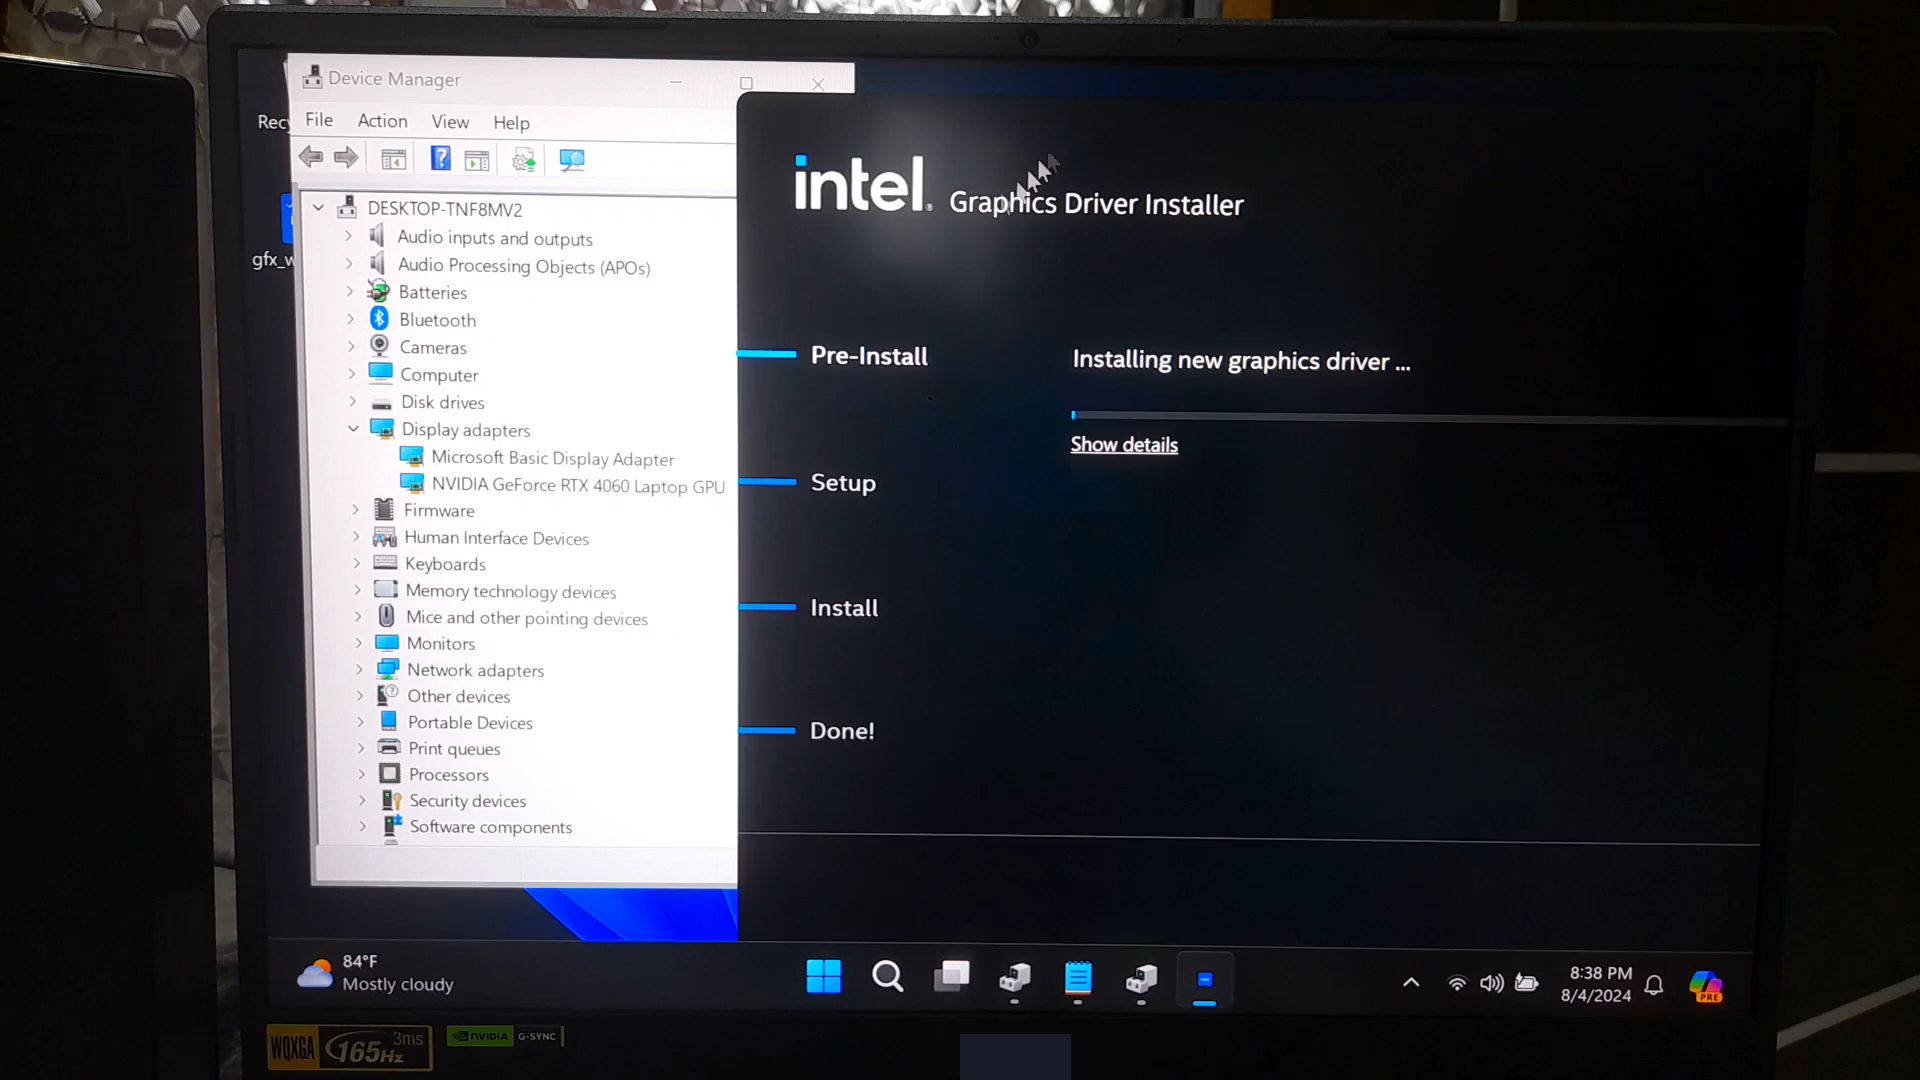 Device Manager
File Action View Help
DESKTOP-TNF8MV2
Audio inputs and outputs
Audio Processing Objects (APOs)
Batteries
Bluetooth
Cameras
Computer
Disk drives
Display adapters
Microsoft Basic Display Adapter
NVIDIA GeForce RTX 4060 Laptop GPU
Firmware
Human Interface Devices
Keyboards
Memory technology devices
Mice and other pointing devices
Monitors
Network adapters
Other devices
Portable Devices
Print queues
Processors
Security devices
Software components
intel. Graphics Driver Installer
Pre-Install
Setup
Install
Done!
Installing new graphics driver ...
Show details
84°F
Mostly cloudy
8:38 PM
8/4/2024
PRE
WQXGA 165Hz 3ms
NVIDIA G-SYNC